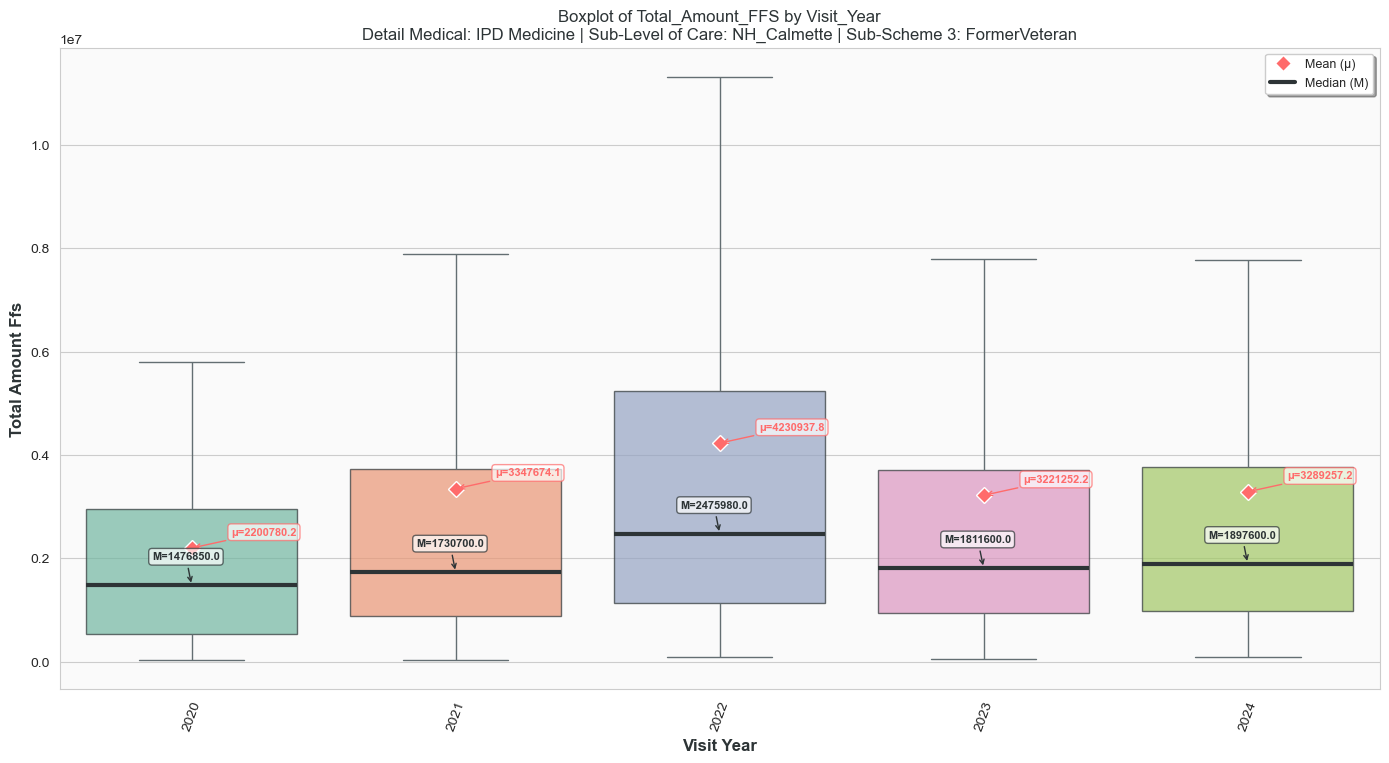 Boxplot of Total_Amount_FFS by Visit_Year
Detail Medical: IPD Medicine | Sub-Level of Care: NH_Calmette | Sub-Scheme 3: FormerVeteran
1e7
Mean (μ)
Median (M)
1.0
0.8
0.6
0.4
0.2
0.0
Total Amount Ffs
μ=2200780.2
M=1476850.0
μ=3347674.1
M=1730700.0
μ=4230937.8
M=2475980.0
μ=3221252.2
M=1811600.0
μ=3289257.2
M=1897600.0
2020
2021
2022
2023
2024
Visit Year